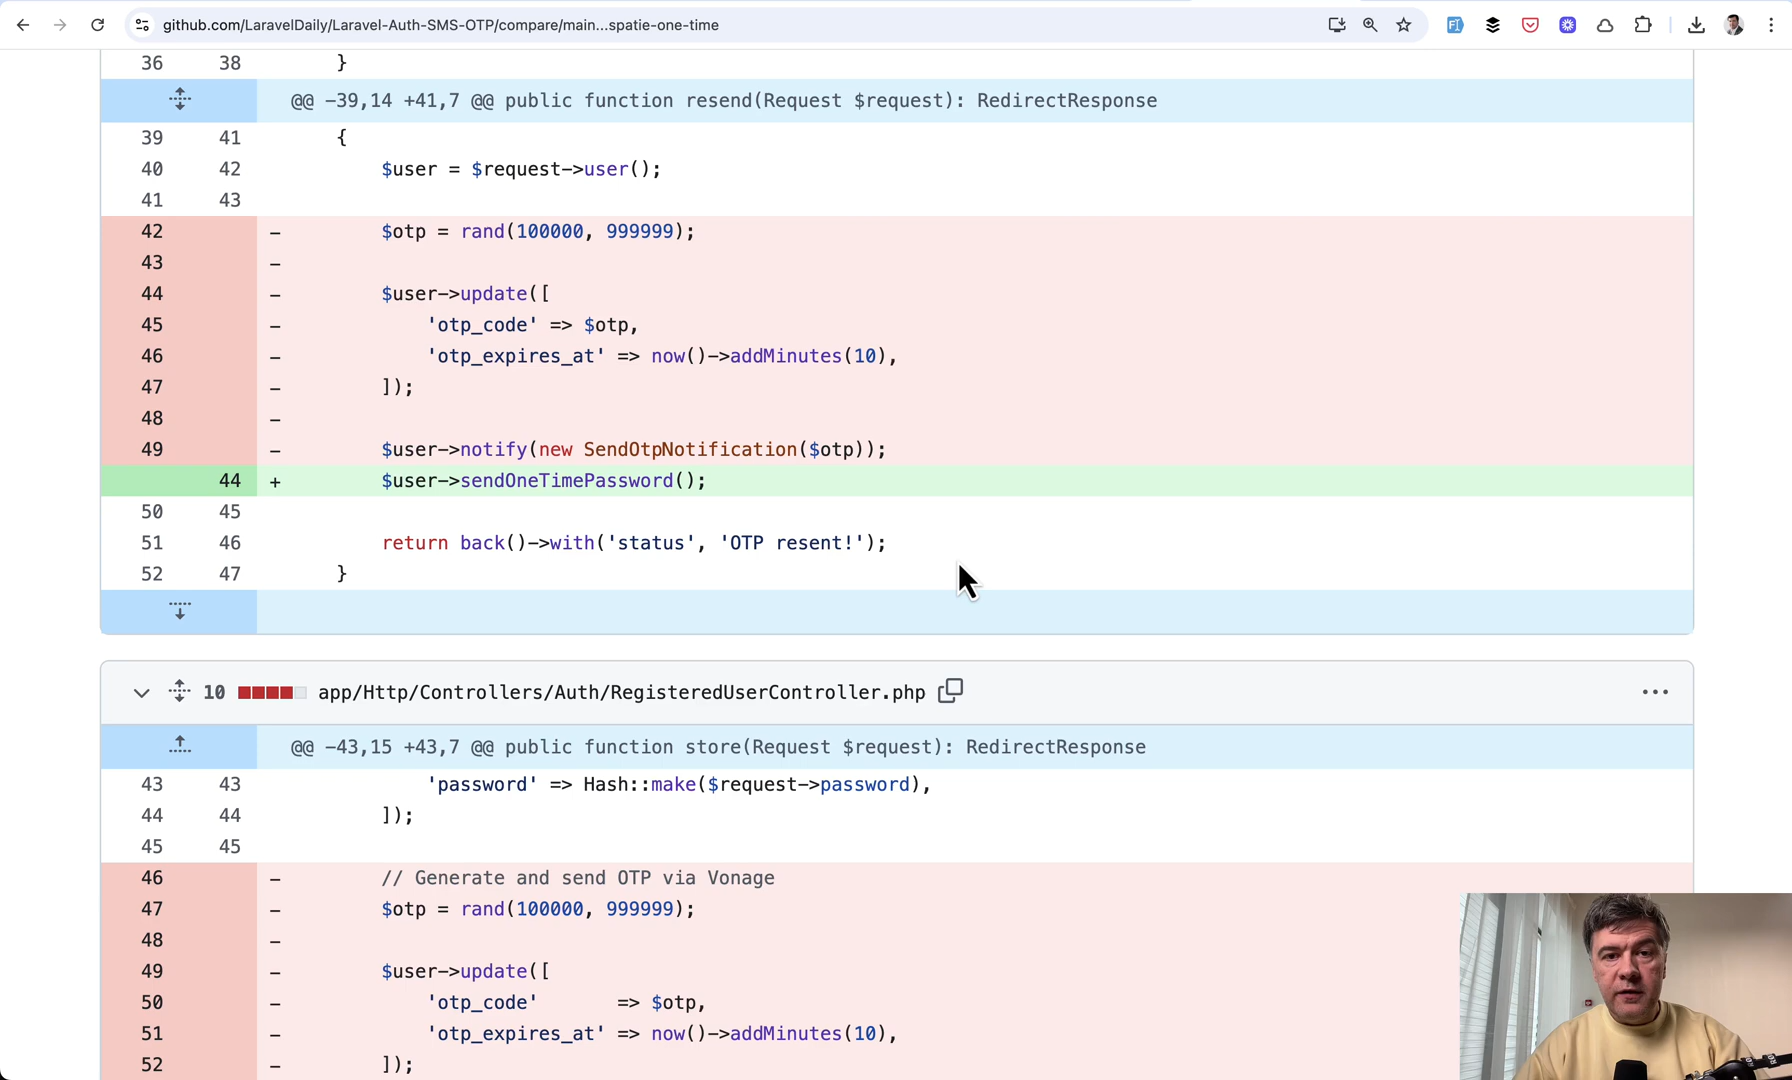 github.com/LaravelDaily/Laravel-Auth-SMS-OTP/compare/main...spatie-one-time
36 38 }
@@ -39,14 +41,7 @@ public function resend(Request $request): RedirectResponse
39 41 {
40 42 $user = $request->user();
41 43
42 - $otp = rand(100000, 999999);
43 -
44 - $user->update([
45 - 'otp_code' => $otp,
46 - 'otp_expires_at' => now()->addMinutes(10),
47 - ]);
48 -
49 - $user->notify(new SendOtpNotification($otp));
44 + $user->sendOneTimePassword();
50 45
51 46 return back()->with('status', 'OTP resent!');
52 47 }
10 app/Http/Controllers/Auth/RegisteredUserController.php
@@ -43,15 +43,7 @@ public function store(Request $request): RedirectResponse
43 43 'password' => Hash::make($request->password),
44 44 ]);
45 45
46 - // Generate and send OTP via Vonage
47 - $otp = rand(100000, 999999);
48 -
49 - $user->update([
50 - 'otp_code' => $otp,
51 - 'otp_expires_at' => now()->addMinutes(10),
52 - ]);